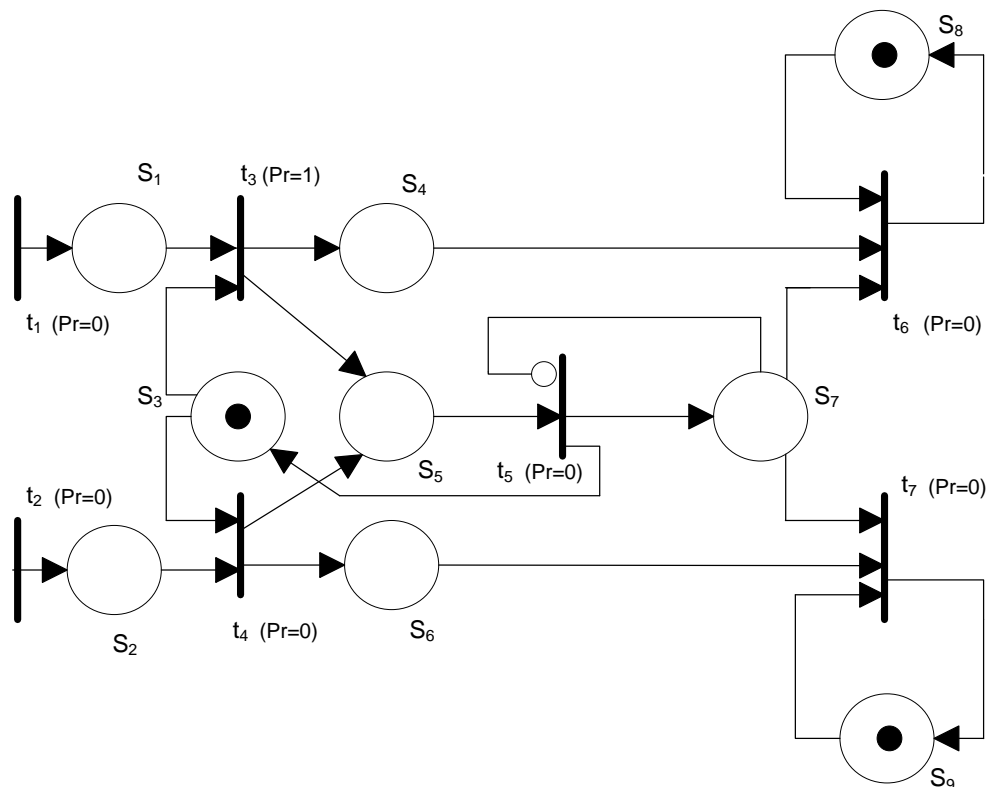 S8
S1
t3 (Pr=1)
S4
t1 (Pr=0)
t6 (Pr=0)
S3
S7
S5
t5 (Pr=0)
t2 (Pr=0)
t7 (Pr=0)
t4 (Pr=0)
S6
S2
S9